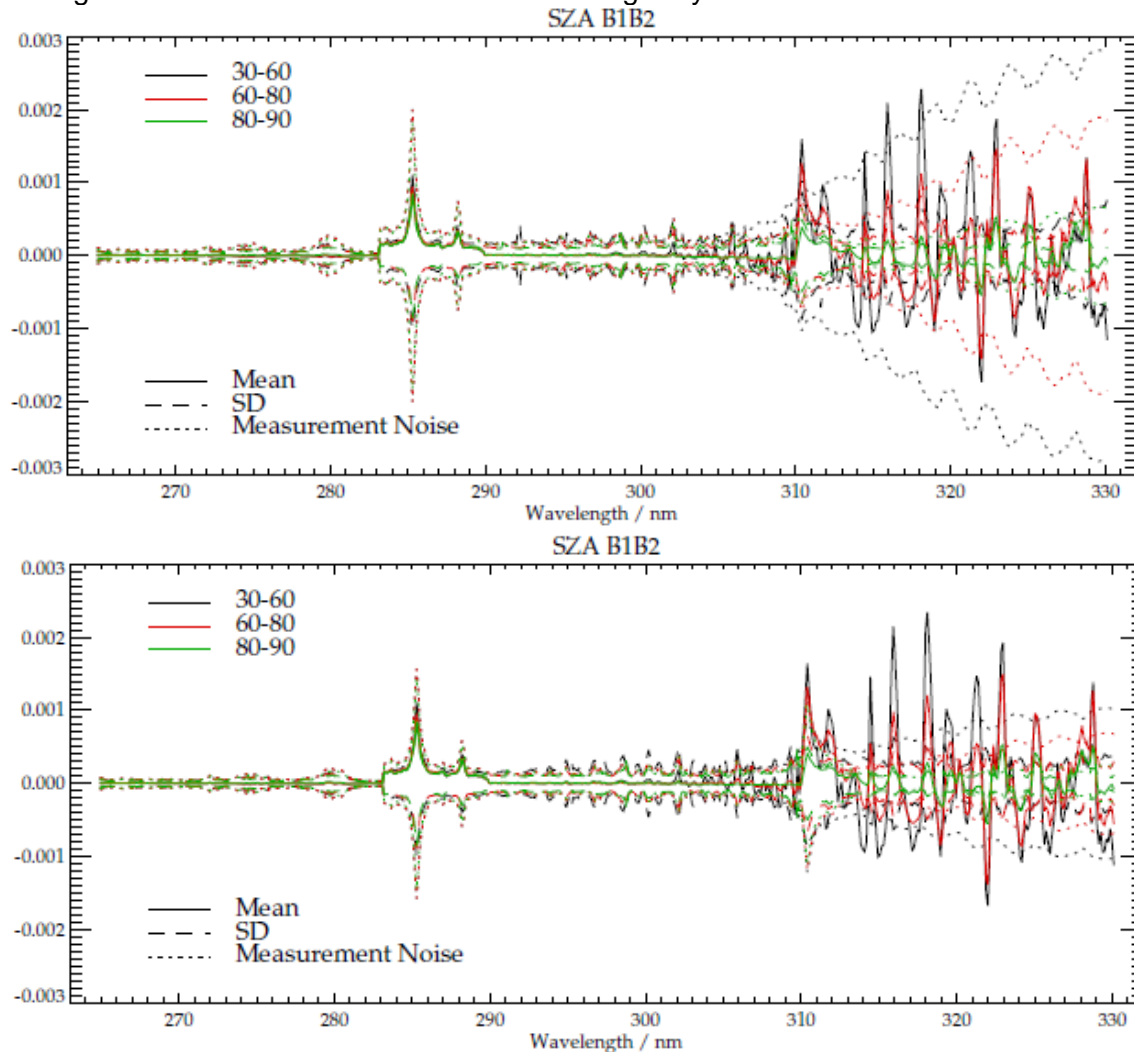 SZA B1B2
0.003
0.002
0.001
0.000
-0.001
-0.002
-0.003
30-60
60-80
80-90
Mean
SD
Measurement Noise
270 280 290 300 310 320 330
Wavelength / nm
SZA B1B2
0.003
0.002
0.001
0.000
-0.001
-0.002
-0.003
30-60
60-80
80-90
Mean
SD
Measurement Noise
270 280 290 300 310 320 330
Wavelength / nm